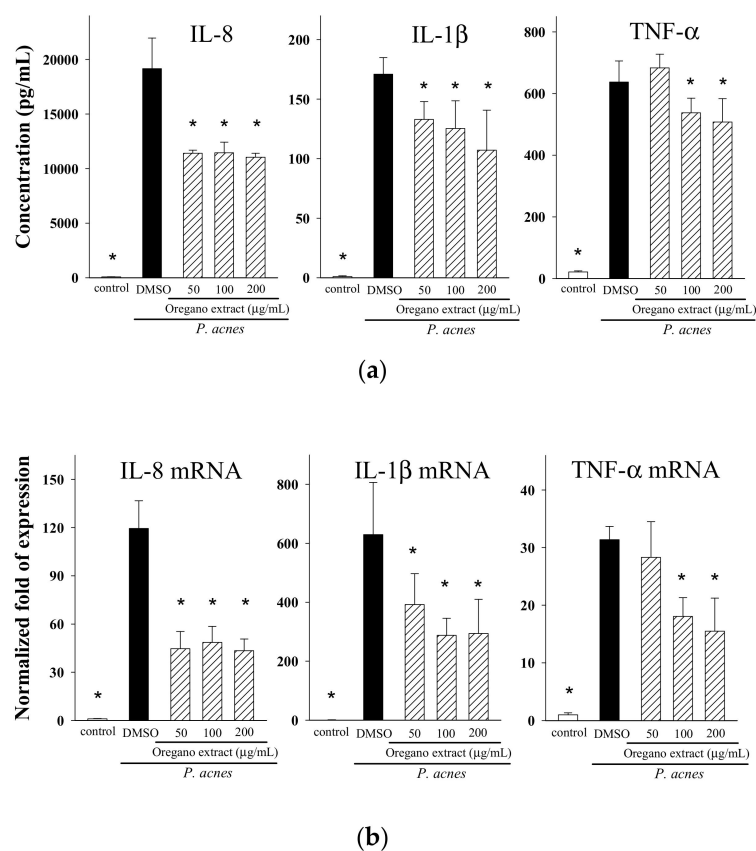 IL-8
IL-1β
TNF-α
Concentration (pg/mL)
20000
15000
10000
5000
0
200
150
100
50
0
800
600
400
200
0
*
*
*
*
*
*
*
*
*
*
*
control
DMSO
50
100
200
control
DMSO
50
100
200
control
DMSO
50
100
200
Oregano extract (μg/mL)
Oregano extract (μg/mL)
Oregano extract (μg/mL)
P. acnes
P. acnes
P. acnes
(a)
IL-8 mRNA
IL-1β mRNA
TNF-α mRNA
Normalized fold of expression
150
120
90
60
30
0
800
600
400
200
0
40
30
20
10
0
*
*
*
*
*
*
*
*
*
*
*
control
DMSO
50
100
200
control
DMSO
50
100
200
control
DMSO
50
100
200
Oregano extract (μg/mL)
Oregano extract (μg/mL)
Oregano extract (μg/mL)
P. acnes
P. acnes
P. acnes
(b)